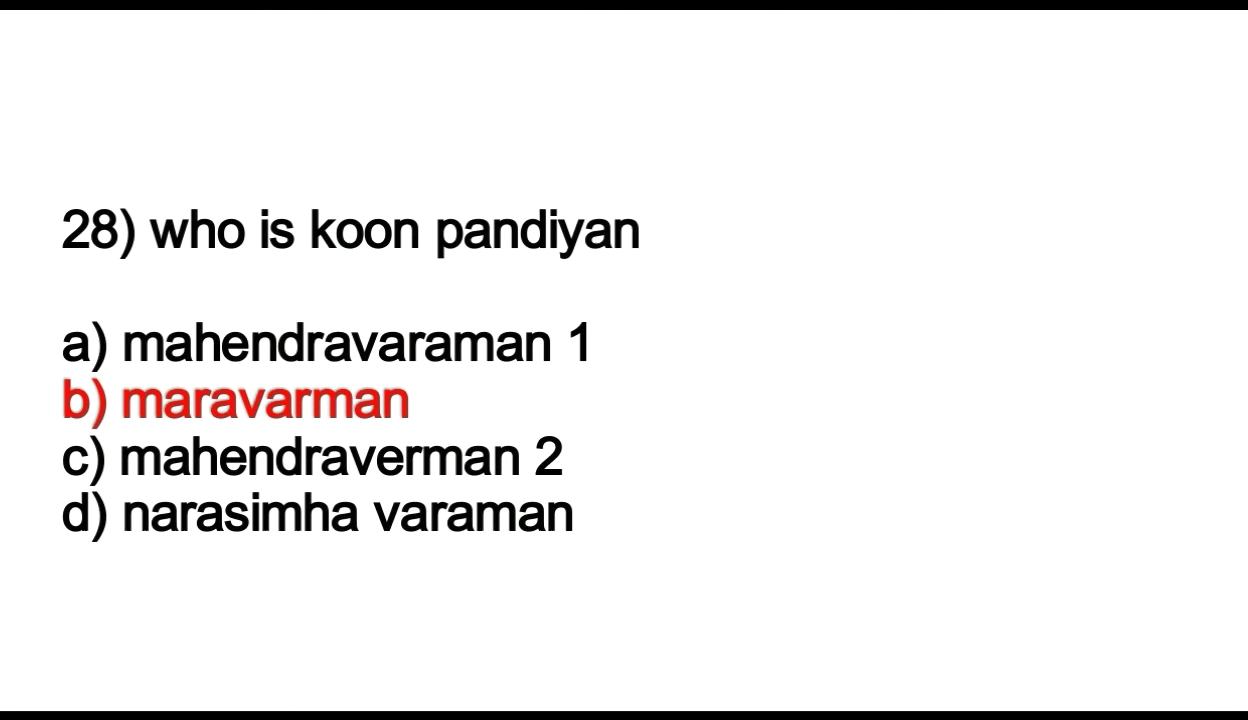 28) who is koon pandiyan
a) mahendravaraman 1
b) maravarman
c) mahendraverman 2
d) narasimha varaman